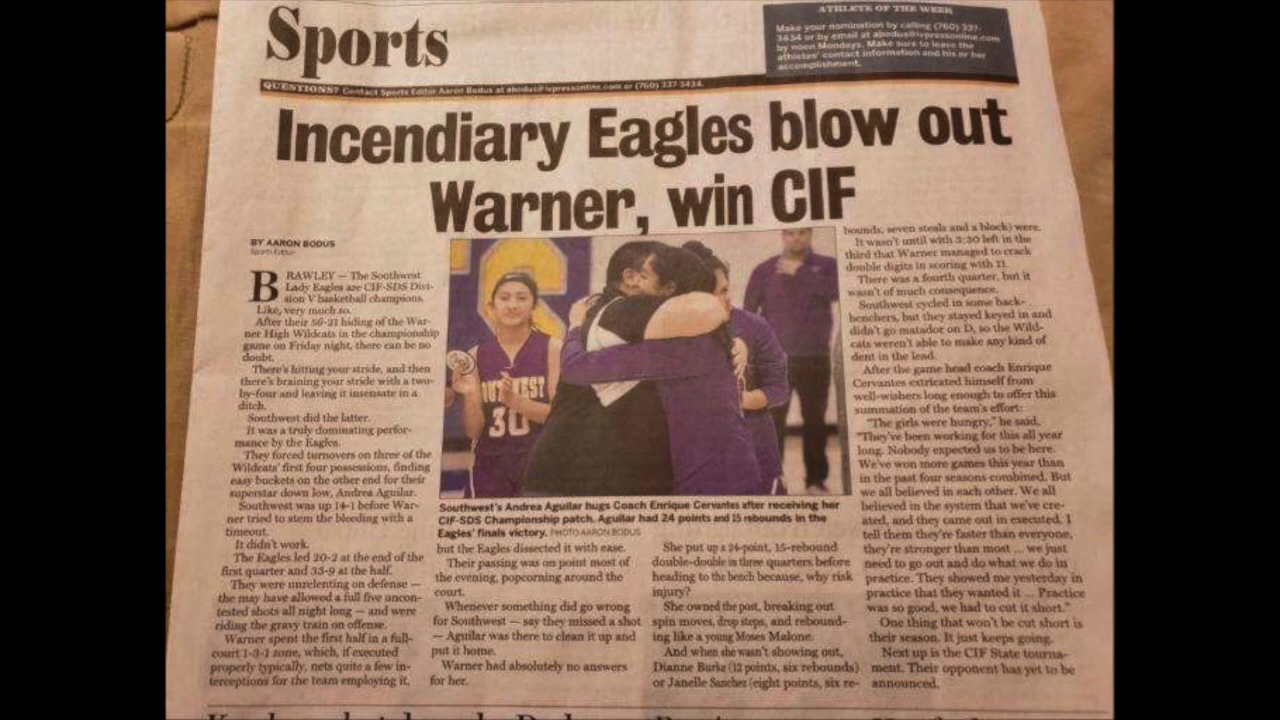 Sports
ATHLETE OF THE WEEK
Make your nomination by calling (760) 337-
3434 or by email at abodus@ivpressonline.com
by noon Mondays. Make sure to leave the
athletes' contact information and his or her
accomplishment.
QUESTIONS? Contact Sports Editor Aaron Bodus at abodus@ivpressonline.com or (760) 337-3434.
Incendiary Eagles blow out
Warner, win CIF
BY AARON BODUS
Sports Editor
BRAWLEY — The Southwest
Lady Eagles are CIF-SDS Divi-
sion V basketball champions.
Like, very much so.
After their 56-21 hiding of the War-
ner High Wildcats in the championship
game on Friday night, there can be no
doubt.
There's hitting your stride, and then
there's braining your stride with a two-
by-four and leaving it insensate in a
ditch.
Southwest did the latter.
It was a truly dominating perfor-
mance by the Eagles.
They forced turnovers on three of the
Wildcats' first four possessions, finding
easy buckets on the other end for their
superstar down low, Andrea Aguilar.
Southwest was up 14-1 before War-
ner tried to stem the bleeding with a
timeout.
It didn't work.
The Eagles led 20-2 at the end of the
first quarter and 33-9 at the half.
They were unrelenting on defense —
the may have allowed a full five uncon-
tested shots all night long — and were
riding the gravy train on offense.
Warner spent the first half in a full-
court 1-3-1 zone, which, if executed
properly typically, nets quite a few in-
terceptions for the team employing it,
SOUTHWEST
30
Southwest's Andrea Aguilar hugs Coach Enrique Cervantes after receiving her
CIF-SDS Championship patch. Aguilar had 24 points and 15 rebounds in the
Eagles' finals victory. PHOTO AARON BODUS
but the Eagles dissected it with ease.
Their passing was on point most of
the evening, popcorning around the
court.
Whenever something did go wrong
for Southwest — say they missed a shot
— Aguilar was there to clean it up and
put it home.
Warner had absolutely no answers
for her.
She put up a 24-point, 15-rebound
double-double in three quarters before
heading to the bench because, why risk
injury?
She owned the post, breaking out
spin moves, drop steps, and rebound-
ing like a young Moses Malone.
And when she wasn't showing out,
Dianne Burke (12 points, six rebounds)
or Janelle Sanchez (eight points, six re-
bounds, seven steals and a block) were.
It wasn't until with 3:30 left in the
third that Warner managed to crack
double digits in scoring with 11.
There was a fourth quarter, but it
wasn't of much consequence.
Southwest cycled in some back-
benchers, but they stayed keyed in and
didn't go matador on D, so the Wild-
cats weren't able to make any kind of
dent in the lead.
After the game head coach Enrique
Cervantes extricated himself from
well-wishers long enough to offer this
summation of the team's effort:
"The girls were hungry," he said,
"They've been working for this all year
long. Nobody expected us to be here.
We've won more games this year than
in the past four seasons combined. But
we all believed in each other. We all
believed in the system that we've cre-
ated, and they came out in executed. I
tell them they're faster than everyone,
they're stronger than most ... we just
need to go out and do what we do in
practice. They showed me yesterday in
practice that they wanted it ... Practice
was so good, we had to cut it short."
One thing that won't be cut short is
their season. It just keeps going.
Next up is the CIF State tourna-
ment. Their opponent has yet to be
announced.